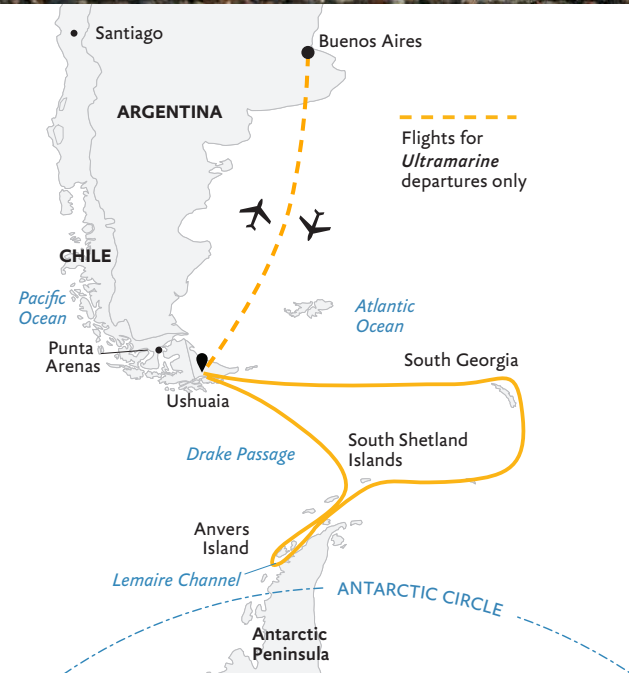 Santiago
Buenos Aires
ARGENTINA
Flights for
Ultramarine
departures only
CHILE
Pacific
Ocean
Atlantic
Ocean
Punta
Arenas
South Georgia
Ushuaia
Drake Passage
South Shetland
Islands
Anvers
Island
Lemaire Channel
ANTARCTIC CIRCLE
Antarctic
Peninsula